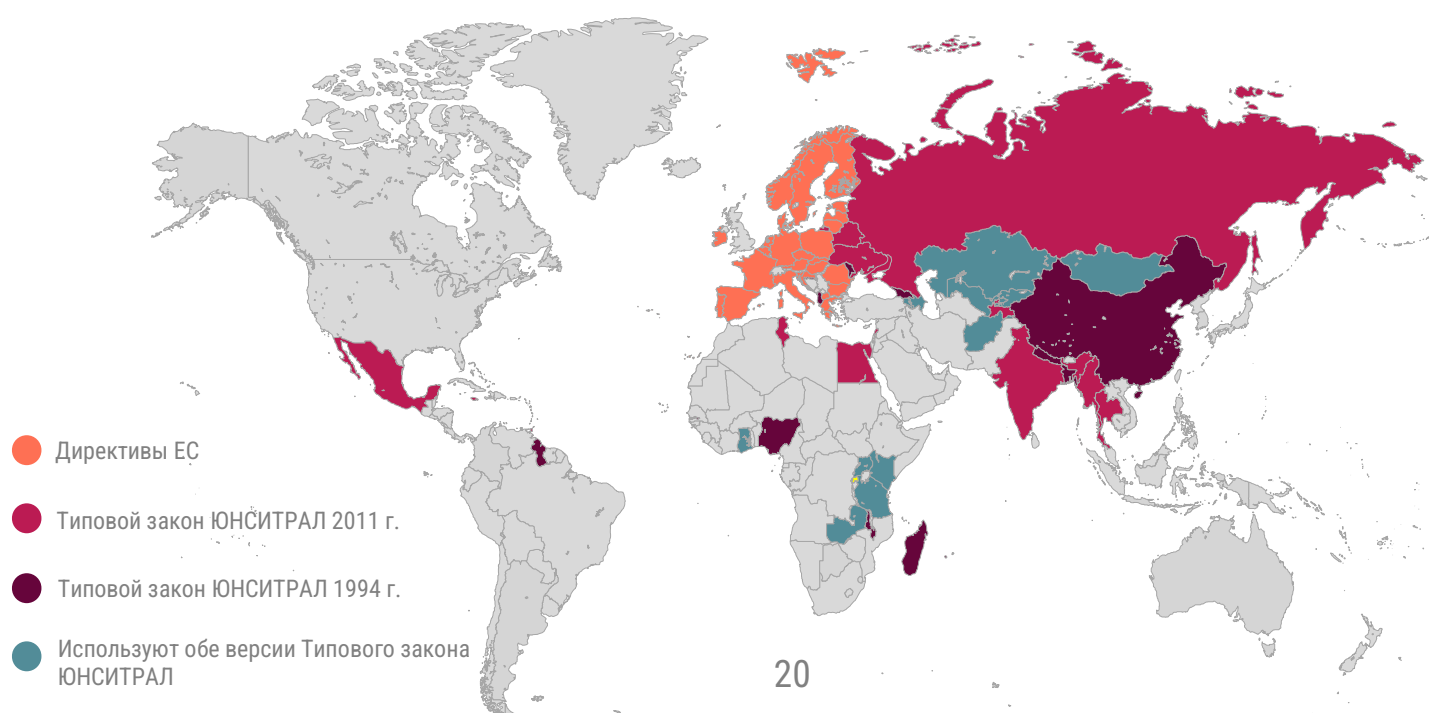 Директивы ЕС
Типовой закон ЮНСИТРАЛ 2011 г.
Типовой закон ЮНСИТРАЛ 1994 г.
Используют обе версии Типового закона
ЮНСИТРАЛ
20